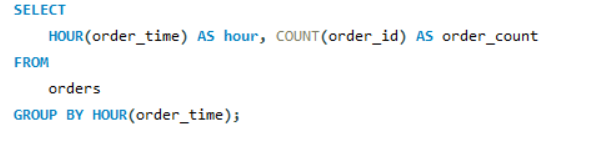 SELECT
HOUR(order_time) AS hour, COUNT(order_id) AS order_count
FROM
orders
GROUP BY HOUR(order_time);